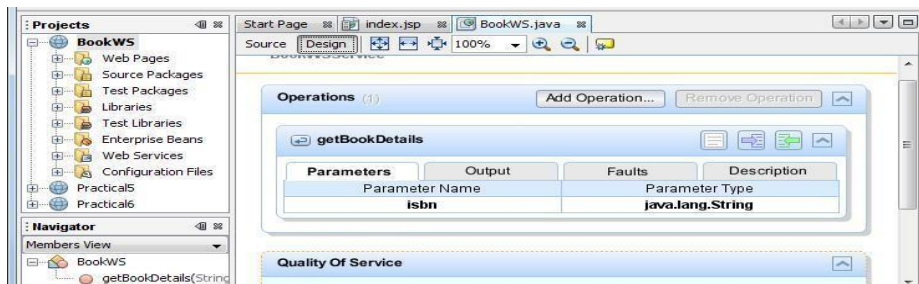 Projects
BookWS
Web Pages
Source Packages
Test Packages
Libraries
Test Libraries
Enterprise Beans
Web Services
Configuration Files
Practical5
Practical6
Navigator
Members View
BookWS
getBookDetails(String
Start Page index.jsp BookWS.java
Source Design 100%
BookWSService
Operations (1) Add Operation... Remove Operation
getBookDetails
Parameters Output Faults Description
Parameter Name Parameter Type
isbn java.lang.String
Quality Of Service